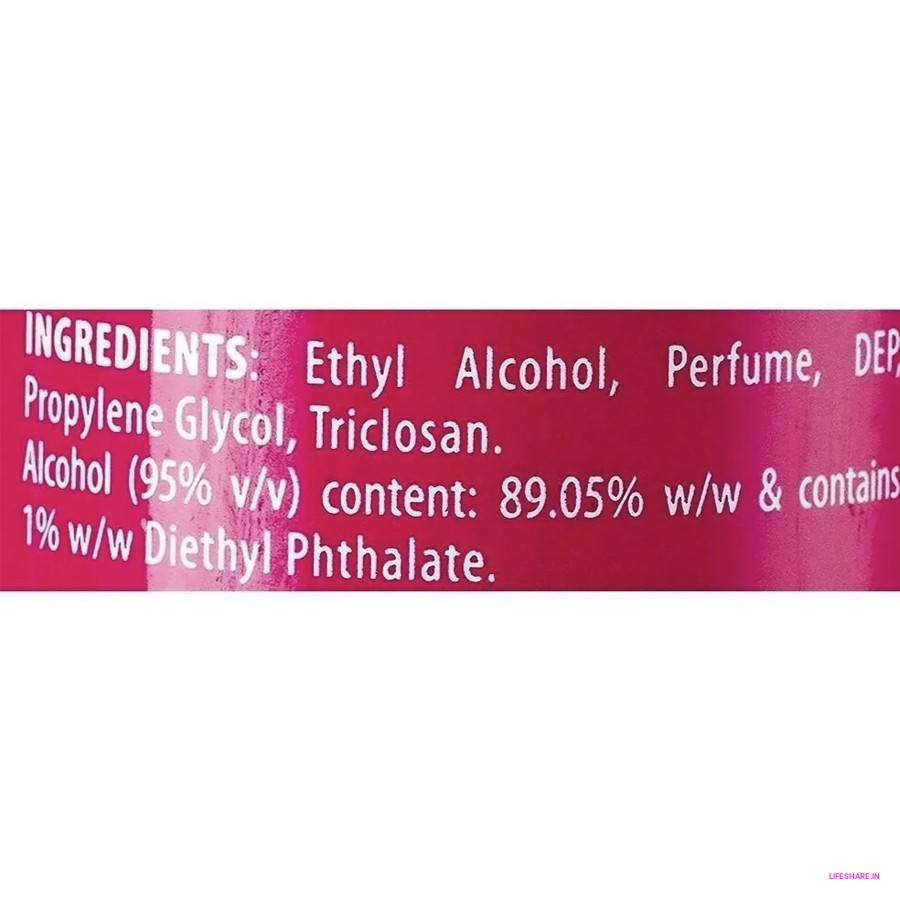 INGREDIENTS: Ethyl Alcohol, Perfume, DEP,
Propylene Glycol, Triclosan.
Alcohol (95% v/v) content: 89.05% w/w & contains
1% w/w Diethyl Phthalate.
LIFESHARE.IN